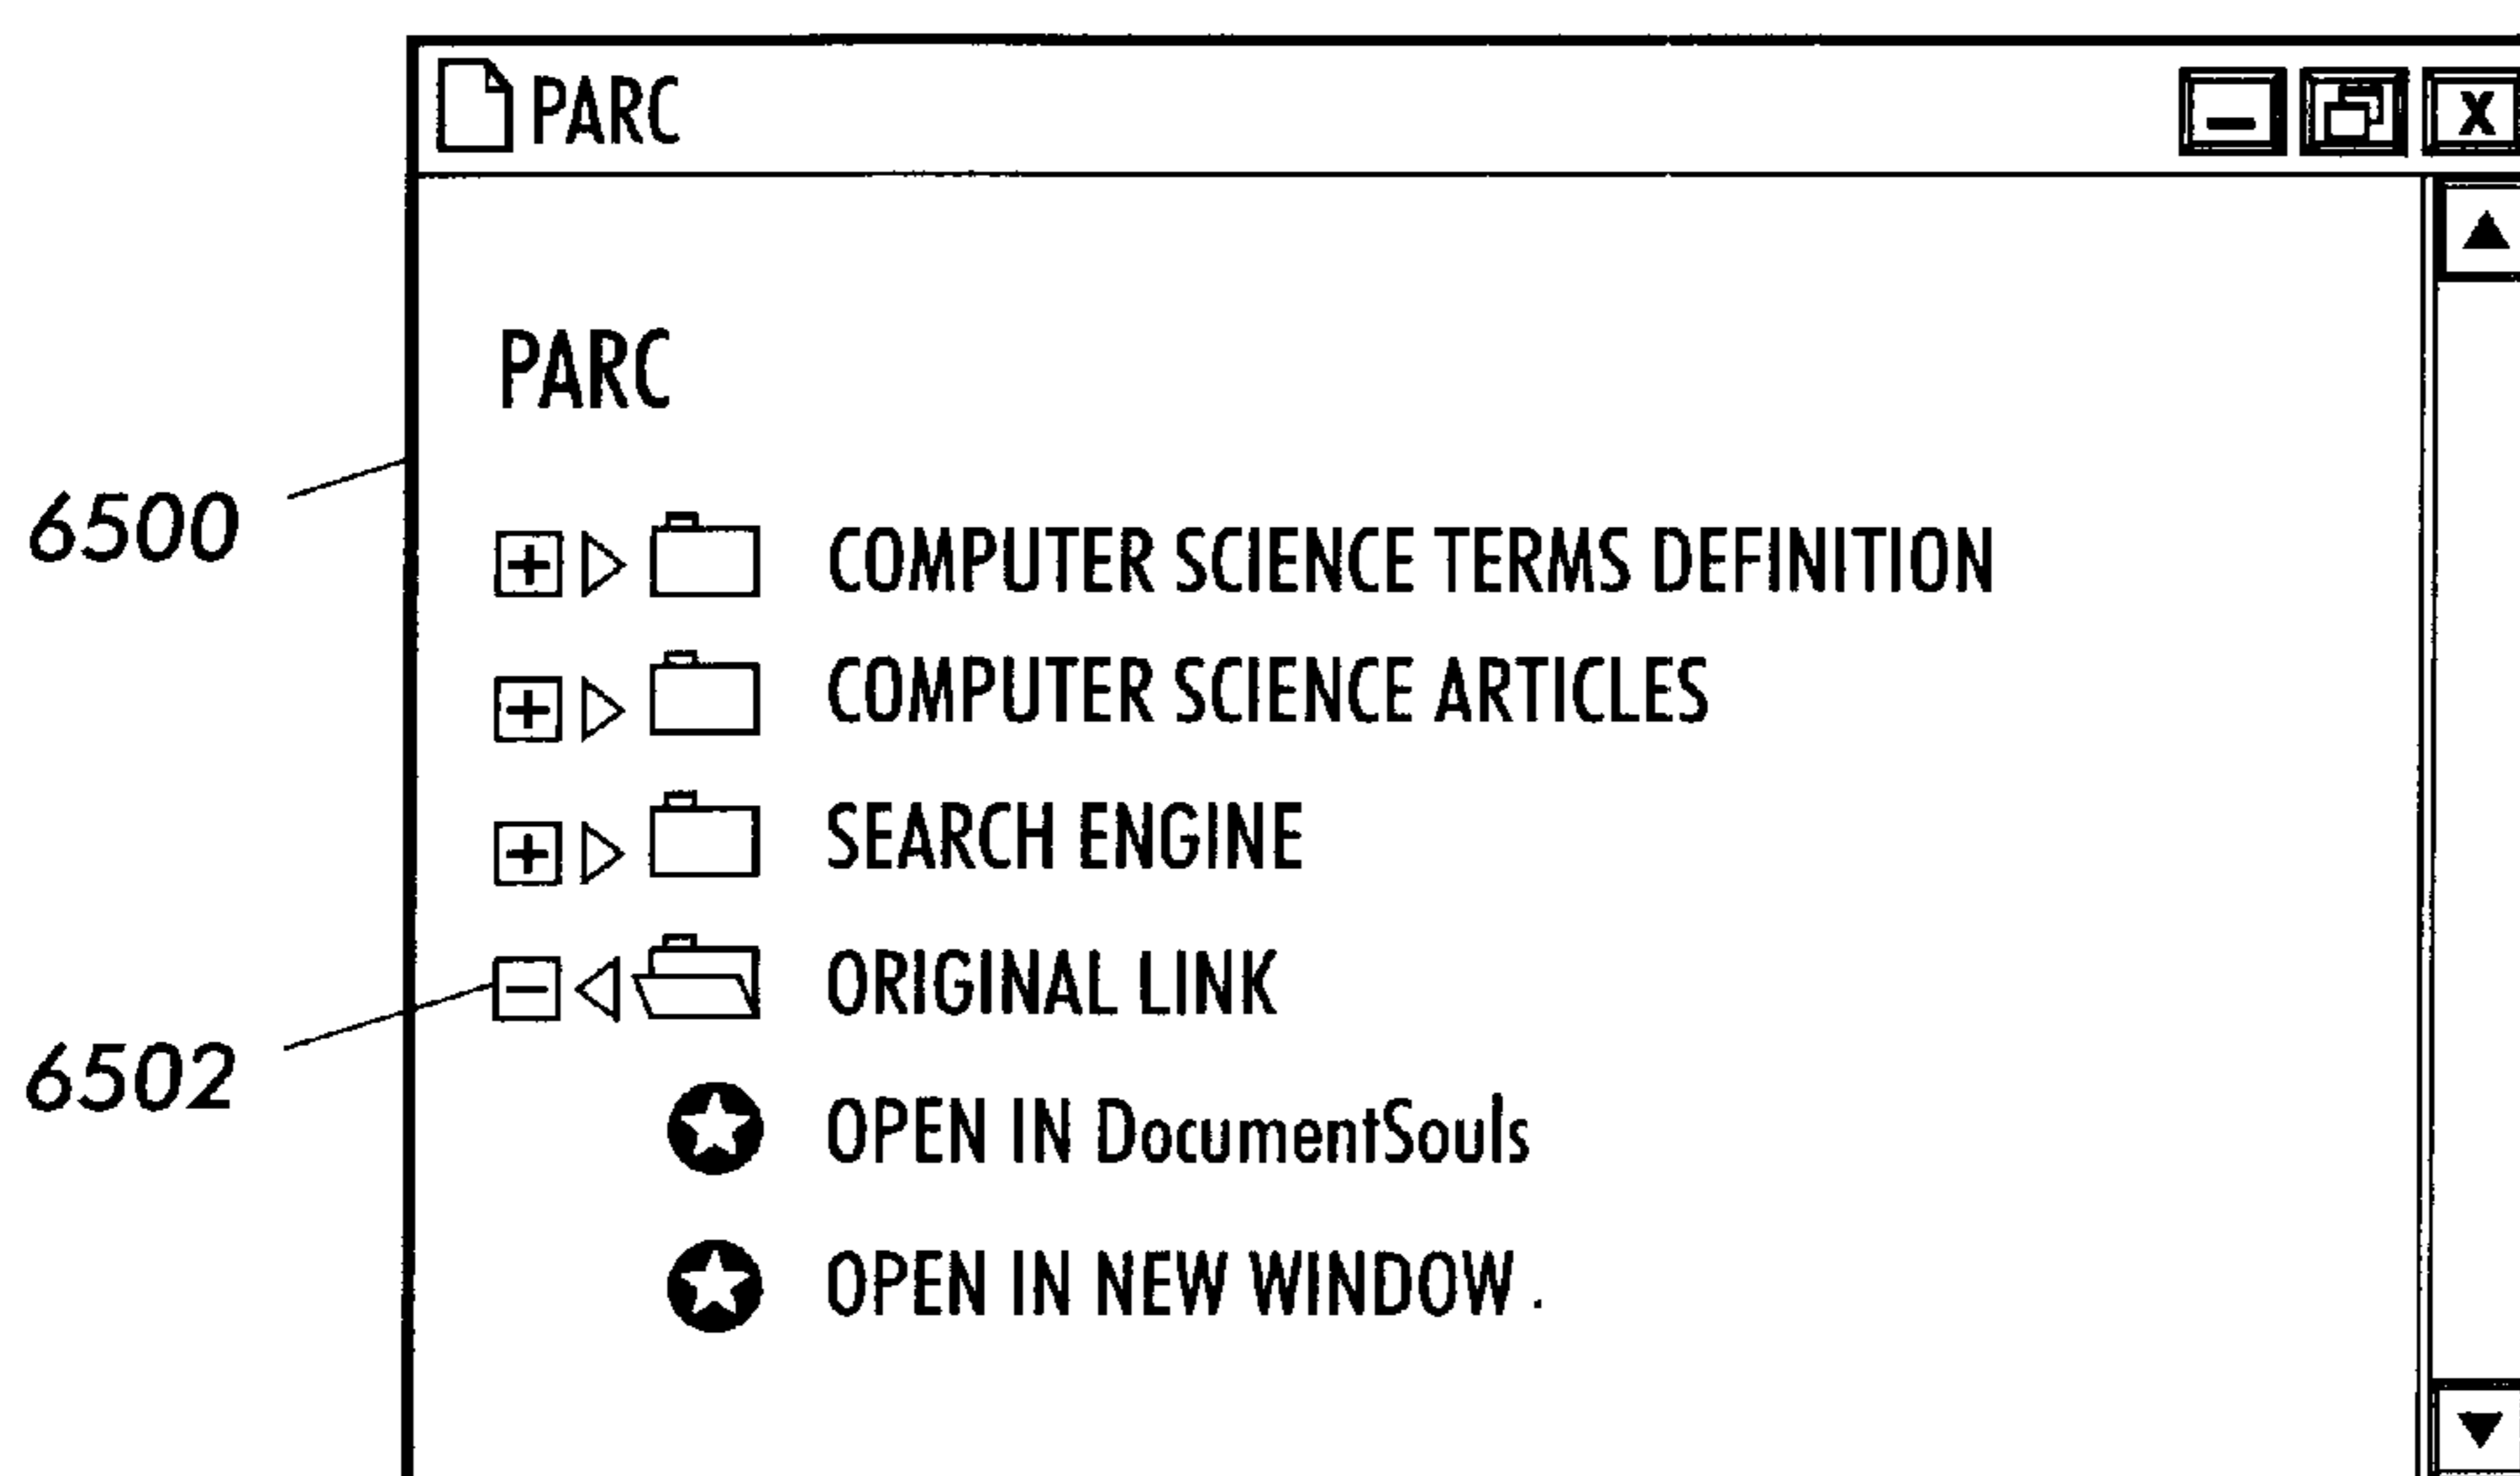 PARC
X
PARC
6500
COMPUTER SCIENCE TERMS DEFINITION
COMPUTER SCIENCE ARTICLES
SEARCH ENGINE
ORIGINAL LINK
6502
OPEN IN DocumentSouls
OPEN IN NEW WINDOW.